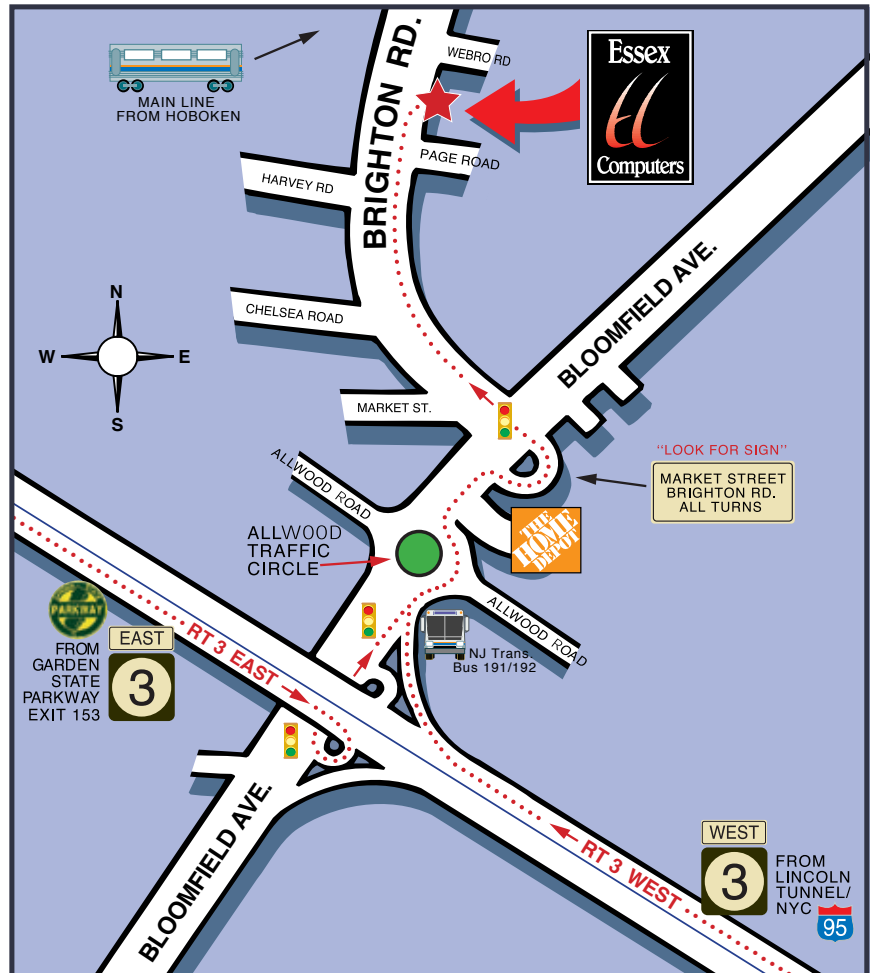 WEBRO RD
Essex
Computers
MAIN LINE
FROM HOBOKEN
BRIGHTON RD.
PAGE ROAD
HARVEY RD
BLOOMFIELD AVE.
N
W
E
S
CHELSEA ROAD
MARKET ST.
"LOOK FOR SIGN"
MARKET STREET
BRIGHTON RD.
ALL TURNS
ALLWOOD ROAD
ALLWOOD
TRAFFIC
CIRCLE
THE
HOME
DEPOT
PARKWAY
EAST
3
FROM
GARDEN
STATE
PARKWAY
EXIT 153
RT 3 EAST
ALLWOOD ROAD
NJ Trans.
Bus 191/192
BLOOMFIELD AVE.
RT 3 WEST
WEST
3
FROM
LINCOLN
TUNNEL/
NYC
95